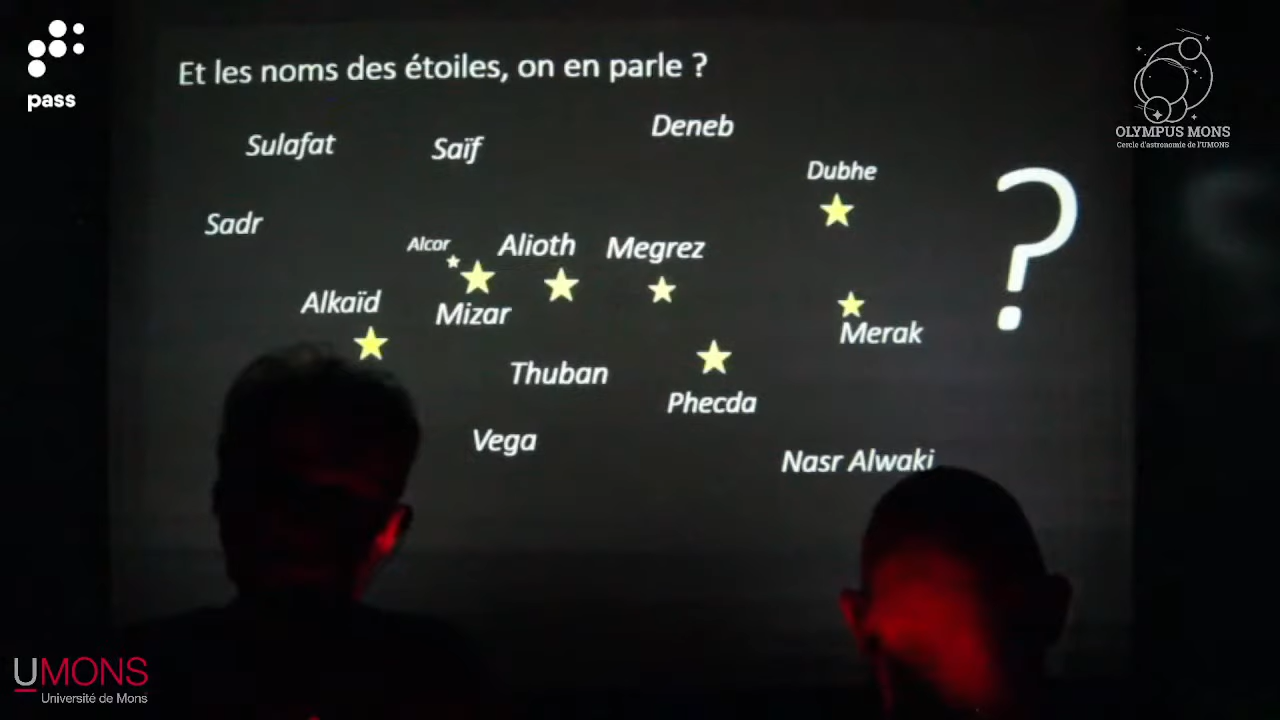 pass
Et les noms des étoiles, on en parle ?
OLYMPUS MONS
Cercle d'astronomie de l'UMONS
Deneb
Sulafat
Saïf
Dubhe
Sadr
Alcor
Alioth
Megrez
?
Alkaïd
Mizar
Merak
Thuban
Phecda
Vega
Nasr Alwaki
UMONS
Université de Mons